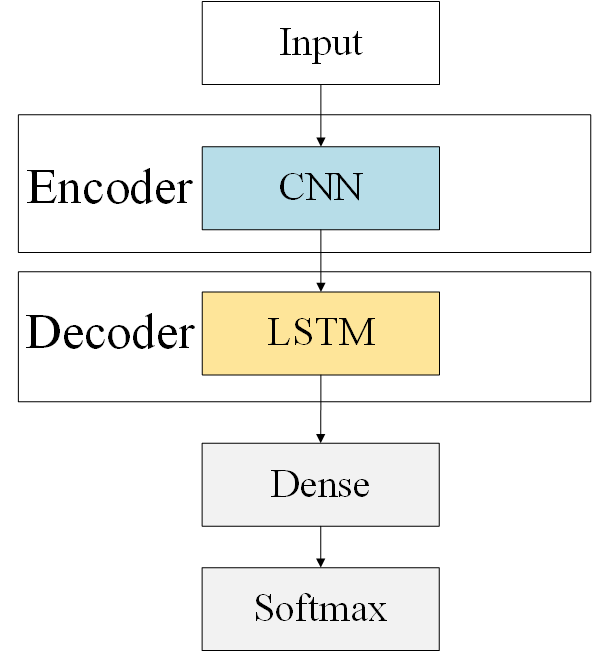 Input
Encoder
CNN
Decoder
LSTM
Dense
Softmax